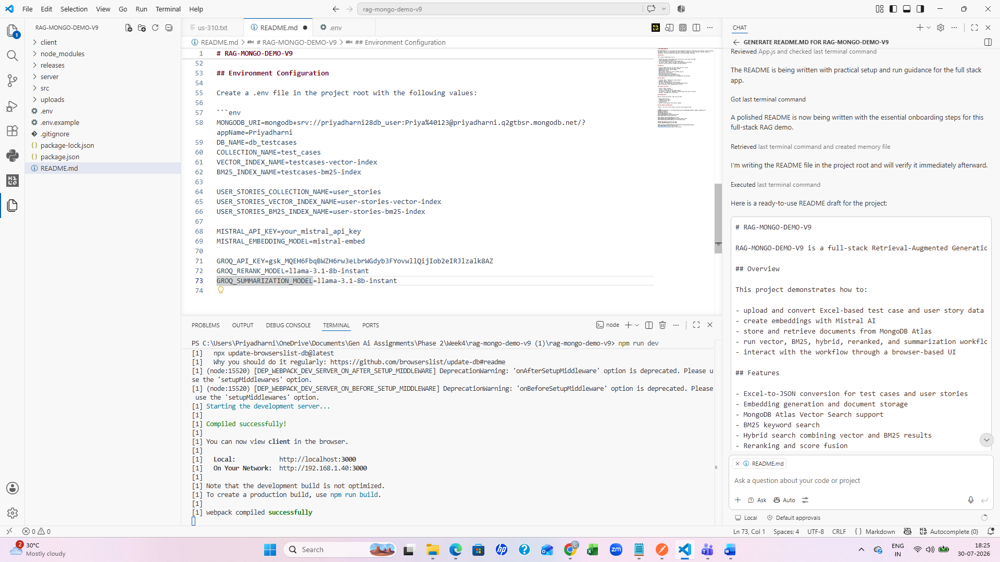 File Edit Selection View Go Run Terminal Help
rag-mongo-demo-v9
RAG-MONGO-DEMO-V9
client
node_modules
releases
server
src
uploads
.env
.env.example
.gitignore
package-lock.json
package.json
README.md
us-310.txt README.md .env
README.md > # RAG-MONGO-DEMO-V9 > ## Environment Configuration
1 # RAG-MONGO-DEMO-V9
52
53 ## Environment Configuration
54
55 Create a .env file in the project root with the following values:
56
57 ```env
58 MONGODB_URI=mongodb+srv://priyadharni28db_user:Priya%40123@priyadharni.q2gtbsr.mongodb.net/?
appName=Priyadharni
59 DB_NAME=db_testcases
60 COLLECTION_NAME=test_cases
61 VECTOR_INDEX_NAME=testcases-vector-index
62 BM25_INDEX_NAME=testcases-bm25-index
63
64 USER_STORIES_COLLECTION_NAME=user_stories
65 USER_STORIES_VECTOR_INDEX_NAME=user-stories-vector-index
66 USER_STORIES_BM25_INDEX_NAME=user-stories-bm25-index
67
68 MISTRAL_API_KEY=your_mistral_api_key
69 MISTRAL_EMBEDDING_MODEL=mistral-embed
70
71 GROQ_API_KEY=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
72 GROQ_RERANK_MODEL=llama-3.1-8b-instant
73 GROQ_SUMMARIZATION_MODEL=llama-3.1-8b-instant
74
PROBLEMS OUTPUT DEBUG CONSOLE TERMINAL PORTS
node
PS C:\Users\Priyadharni\OneDrive\Documents\Gen Ai Assignments\Phase 2\Week4\rag-mongo-demo-v9 (1)\rag-mongo-demo-v9> npm run dev
[1] npx update-browserslist-db@latest
[1] Why you should do it regularly: https://github.com/browserslist/update-db#readme
[1] (node:15520) [DEP_WEBPACK_DEV_SERVER_ON_AFTER_SETUP_MIDDLEWARE] DeprecationWarning: 'onAfterSetupMiddleware' option is deprecated. Please u
se the 'setupMiddlewares' option.
[1] (node:15520) [DEP_WEBPACK_DEV_SERVER_ON_BEFORE_SETUP_MIDDLEWARE] DeprecationWarning: 'onBeforeSetupMiddleware' option is deprecated. Please
use the 'setupMiddlewares' option.
[1] Starting the development server...
[1]
[1] Compiled successfully!
[1]
[1] You can now view client in the browser.
[1]
[1] Local: http://localhost:3000
[1] On Your Network: http://192.168.1.40:3000
[1]
[1] Note that the development build is not optimized.
[1] To create a production build, use npm run build.
[1]
[1] webpack compiled successfully
CHAT
GENERATE README.MD FOR RAG-MONGO-DEMO-V9
Reviewed App.js and checked last terminal command
The README is being written with practical setup and run guidance for the full stack
app.
Got last terminal command
A polished README is now being written with the essential onboarding steps for this
full-stack RAG demo.
Retrieved last terminal command and created memory file
I'm writing the README file in the project root and will verify it immediately afterward.
Executed last terminal command
Here is a ready-to-use README draft for the project:
# RAG-MONGO-DEMO-V9
RAG-MONGO-DEMO-V9 is a full-stack Retrieval-Augmented Generatio
## Overview
This project demonstrates how to:
- upload and convert Excel-based test case and user story data
- create embeddings with Mistral AI
- store and retrieve documents from MongoDB Atlas
- run vector, BM25, hybrid, reranked, and summarization workflo
- interact with the workflow through a browser-based UI
## Features
- Excel-to-JSON conversion for test cases and user stories
- Embedding generation and document storage
- MongoDB Atlas Vector Search support
- BM25 keyword search
- Hybrid search combining vector and BM25 results
- Reranking and score fusion
README.md
Ask a question about your code or project
Ask Auto
Local Default approvals
0 0
Ln 73, Col 1 Spaces: 4 UTF-8 CRLF Markdown Autocomplete (0)
2 30°C
Mostly cloudy
Search
ENG
IN
18:25
30-07-2026